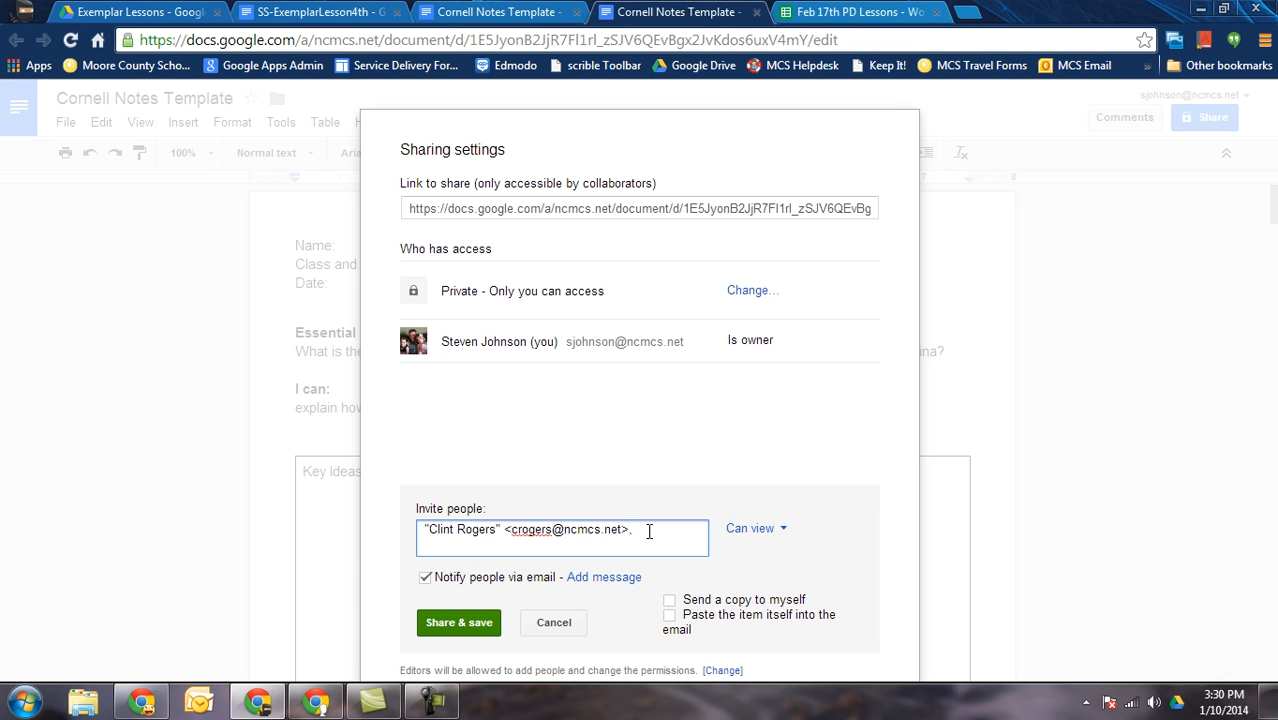 Exemplar Lessons - Googl
SS-ExemplarLesson4th - G
Cornell Notes Template -
Cornell Notes Template -
Feb 17th PD Lessons - Wo
https://docs.google.com/a/ncmcs.net/document/d/1E5JyonB2JjR7Fl1rl_zSJV6QEvBgx2JvKdos6uxV4mY/edit
Apps
Moore County Scho...
Google Apps Admin
Service Delivery For...
Edmodo
scrible Toolbar
Google Drive
MCS Helpdesk
Keep It!
MCS Travel Forms
MCS Email
»
Other bookmarks
Cornell Notes Template
sjohnson@ncmcs.net
File Edit View Insert Format Tools Table H
Comments
Share
100%
Normal text
Aria
7
8
Name:
Class and
Date:
Essential
What is the
ina?
I can:
explain how
Key Ideas
Sharing settings
Link to share (only accessible by collaborators)
https://docs.google.com/a/ncmcs.net/document/d/1E5JyonB2JjR7Fl1rl_zSJV6QEvBg
Who has access
Private - Only you can access
Change...
Steven Johnson (you) sjohnson@ncmcs.net
Is owner
Invite people:
"Clint Rogers" <crogers@ncmcs.net>,
Can view
Notify people via email - Add message
Send a copy to myself
Paste the item itself into the
email
Share & save
Cancel
Editors will be allowed to add people and change the permissions. [Change]
3:30 PM
1/10/2014